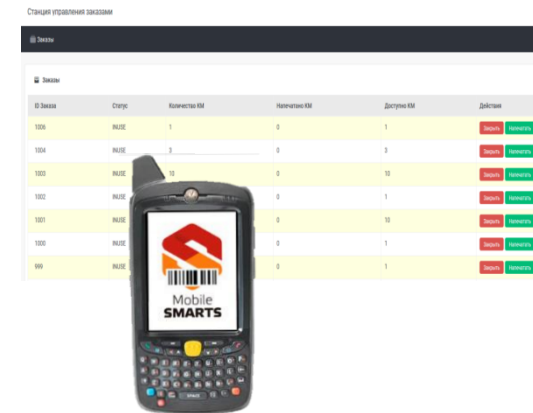 Станция управления заказами
Заказы
Заказы
ID Заказа Статус Количество КМ Напечатано КМ Доступно КМ Действия
1006 INUSE 1 0 1 Закрыть Напечатать
1004 INUSE 3 0 3 Закрыть Напечатать
1003 INUSE 10 0 10 Закрыть Напечатать
1002 INUSE 0 1 Закрыть Напечатать
1001 INUSE 0 10 Закрыть Напечатать
1000 INUSE 0 1 Закрыть Напечатать
999 INUSE 0 1 Закрыть Напечатать
Mobile
SMARTS
SPACE